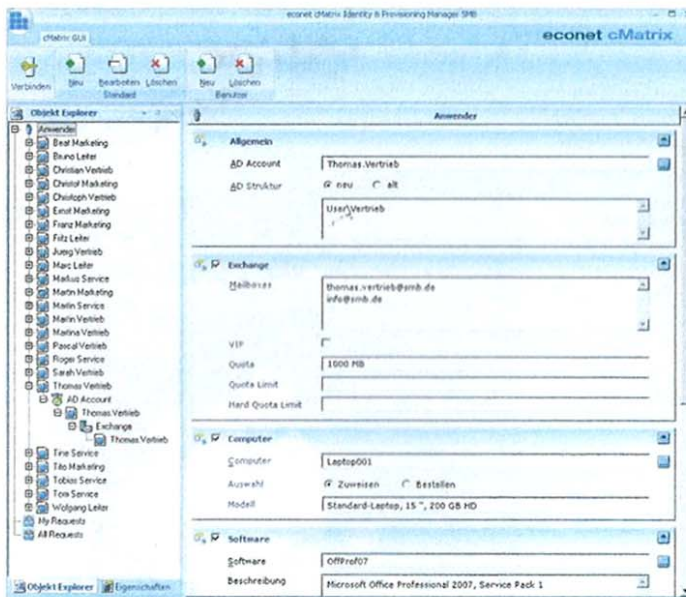 econet cMatrix Identity & Provisioning Manager SMB
cMatrix GUI
econet cMatrix
Verbinden
Neu
Bearbeiten
Löschen
Standard
Neu
Löschen
Benutzer
Objekt Explorer
Anwender
Beat Marketing
Bruno Leiter
Christian Vertrieb
Christof Marketing
Christoph Vertrieb
Ernst Marketing
Franz Marketing
Fritz Leiter
Juerg Vertrieb
Marc Leiter
Markus Service
Martin Marketing
Martin Service
Martin Vertrieb
Martina Vertrieb
Pascal Vertrieb
Roger Service
Sarah Vertrieb
Thomas Vertrieb
AD Account
Thomas Vertrieb
Exchange
Thomas Vertrieb
Tine Service
Tito Marketing
Tobias Service
Tom Service
Wolfgang Leiter
My Requests
All Requests
Objekt Explorer
Eigenschaften
Anwender
Allgemein
AD Account
Thomas.Vertrieb
AD Struktur
neu
alt
User\Vertrieb
Exchange
Mailboxes
thomas.vertrieb@smb.de
info@smb.de
VIP
Quota
1000 MB
Quota Limit
Hard Quota Limit
Computer
Computer
Laptop001
Auswahl
Zuweisen
Bestellen
Modell
Standard-Laptop, 15 ", 200 GB HD
Software
Software
OffProf07
Beschreibung
Microsoft Office Professional 2007, Service Pack 1